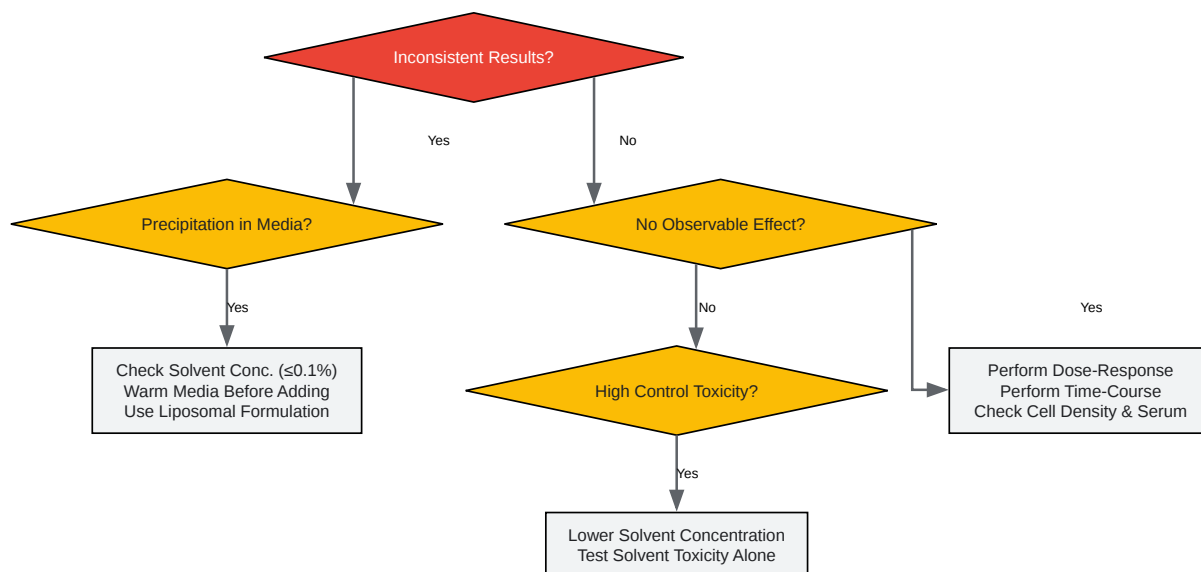 Inconsistent Results?
Yes
No
Precipitation in Media?
No Observable Effect?
Yes
No
Yes
Check Solvent Conc. (≤0.1%)
Warm Media Before Adding
Use Liposomal Formulation
High Control Toxicity?
Perform Dose-Response
Perform Time-Course
Check Cell Density & Serum
Yes
Lower Solvent Concentration
Test Solvent Toxicity Alone